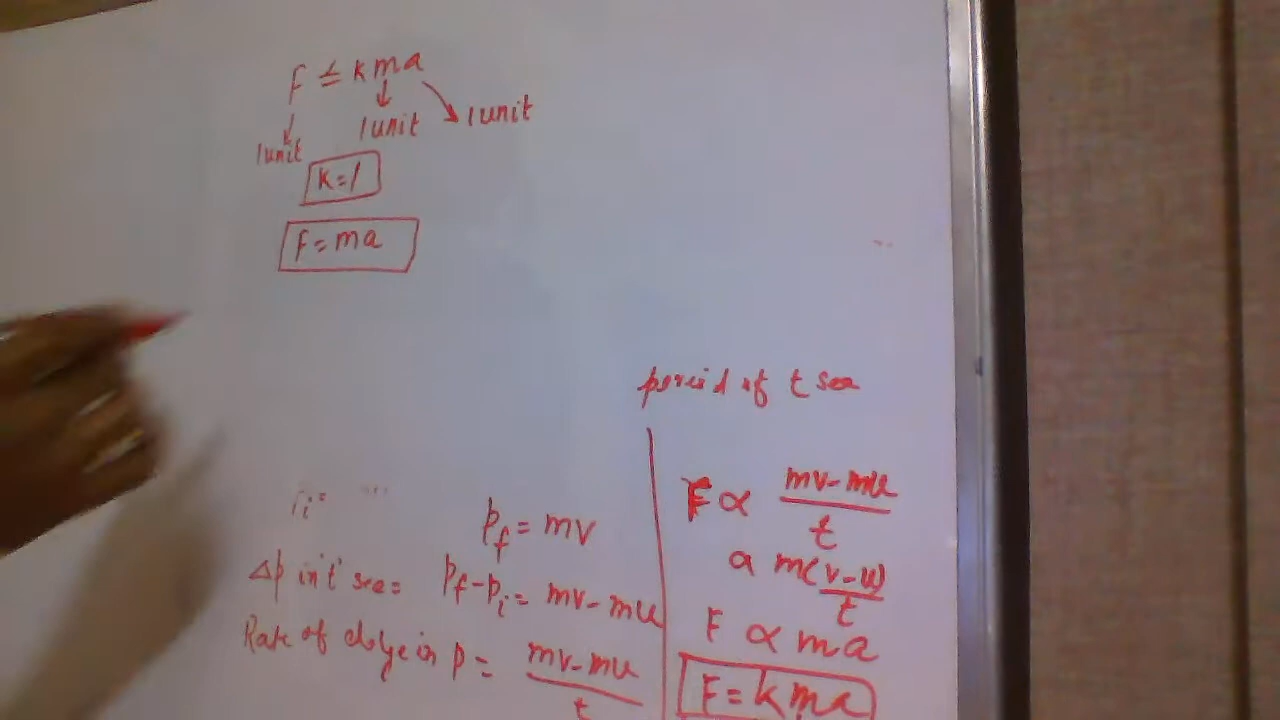 F = kma
1unit 1unit 1unit
k=1
F = ma
period of t sec
Pf = mv
Δp in t sec = Pf - Pi = mv - mu
Rate of change in p = mv - mu / t
F ∝ mv - mu / t
∝ m(v-u) / t
F ∝ ma
F = kma